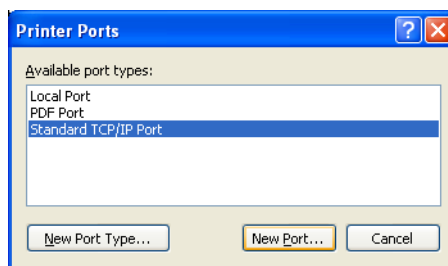 Printer Ports
Available port types:
Local Port
PDF Port
Standard TCP/IP Port
New Port Type...
New Port...
Cancel